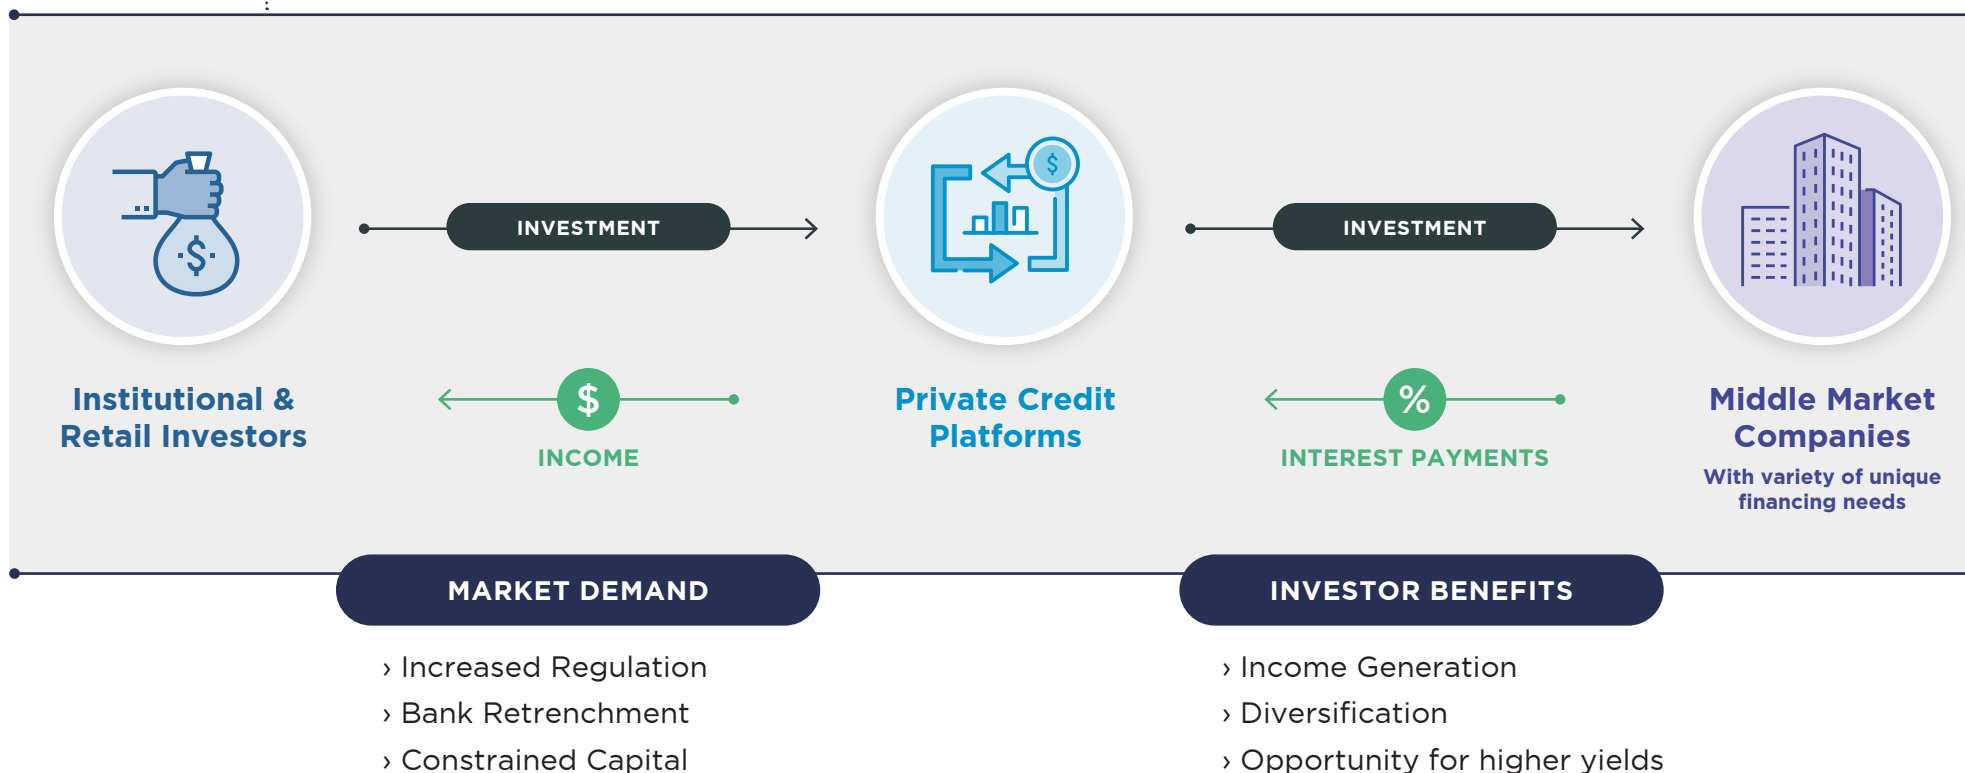 INVESTMENT
INVESTMENT
$
$
Institutional &
Retail Investors
$
INCOME
Private Credit
Platforms
%
INTEREST PAYMENTS
Middle Market
Companies
With variety of unique
financing needs
MARKET DEMAND
› Increased Regulation
› Bank Retrenchment
› Constrained Capital
INVESTOR BENEFITS
› Income Generation
› Diversification
› Opportunity for higher yields